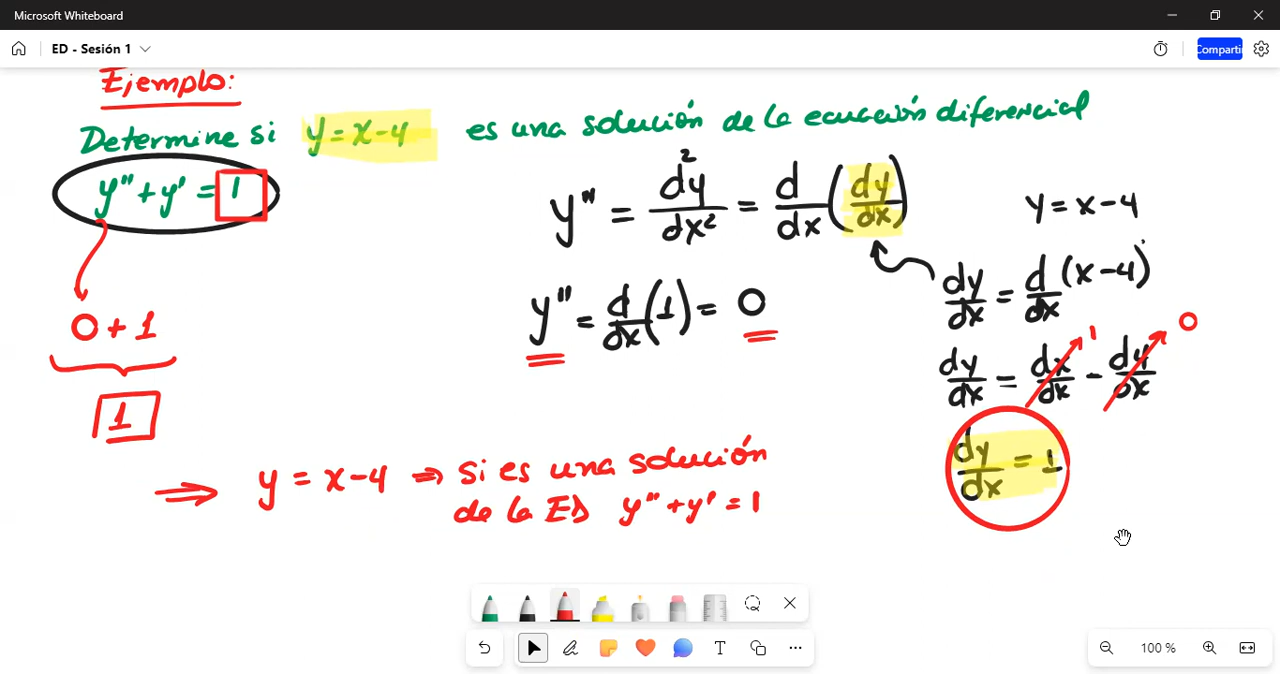 Microsoft Whiteboard
ED - Sesión 1
Comparti
Ejemplo:
Determine si y = x-4 es una solución de la ecuación diferencial
y" + y' = 1
y" = d²y/dx² = d/dx (dy/dx)
y = x-4
dy/dx = d/dx (x-4)
0 + 1
y" = d/dx (1) = 0
dy/dx = dx/dx - dy/dx
1
0
1
dy/dx = 1
⇒ y = x-4 ⇒ si es una solución
de la ED y" + y' = 1
T
100 %